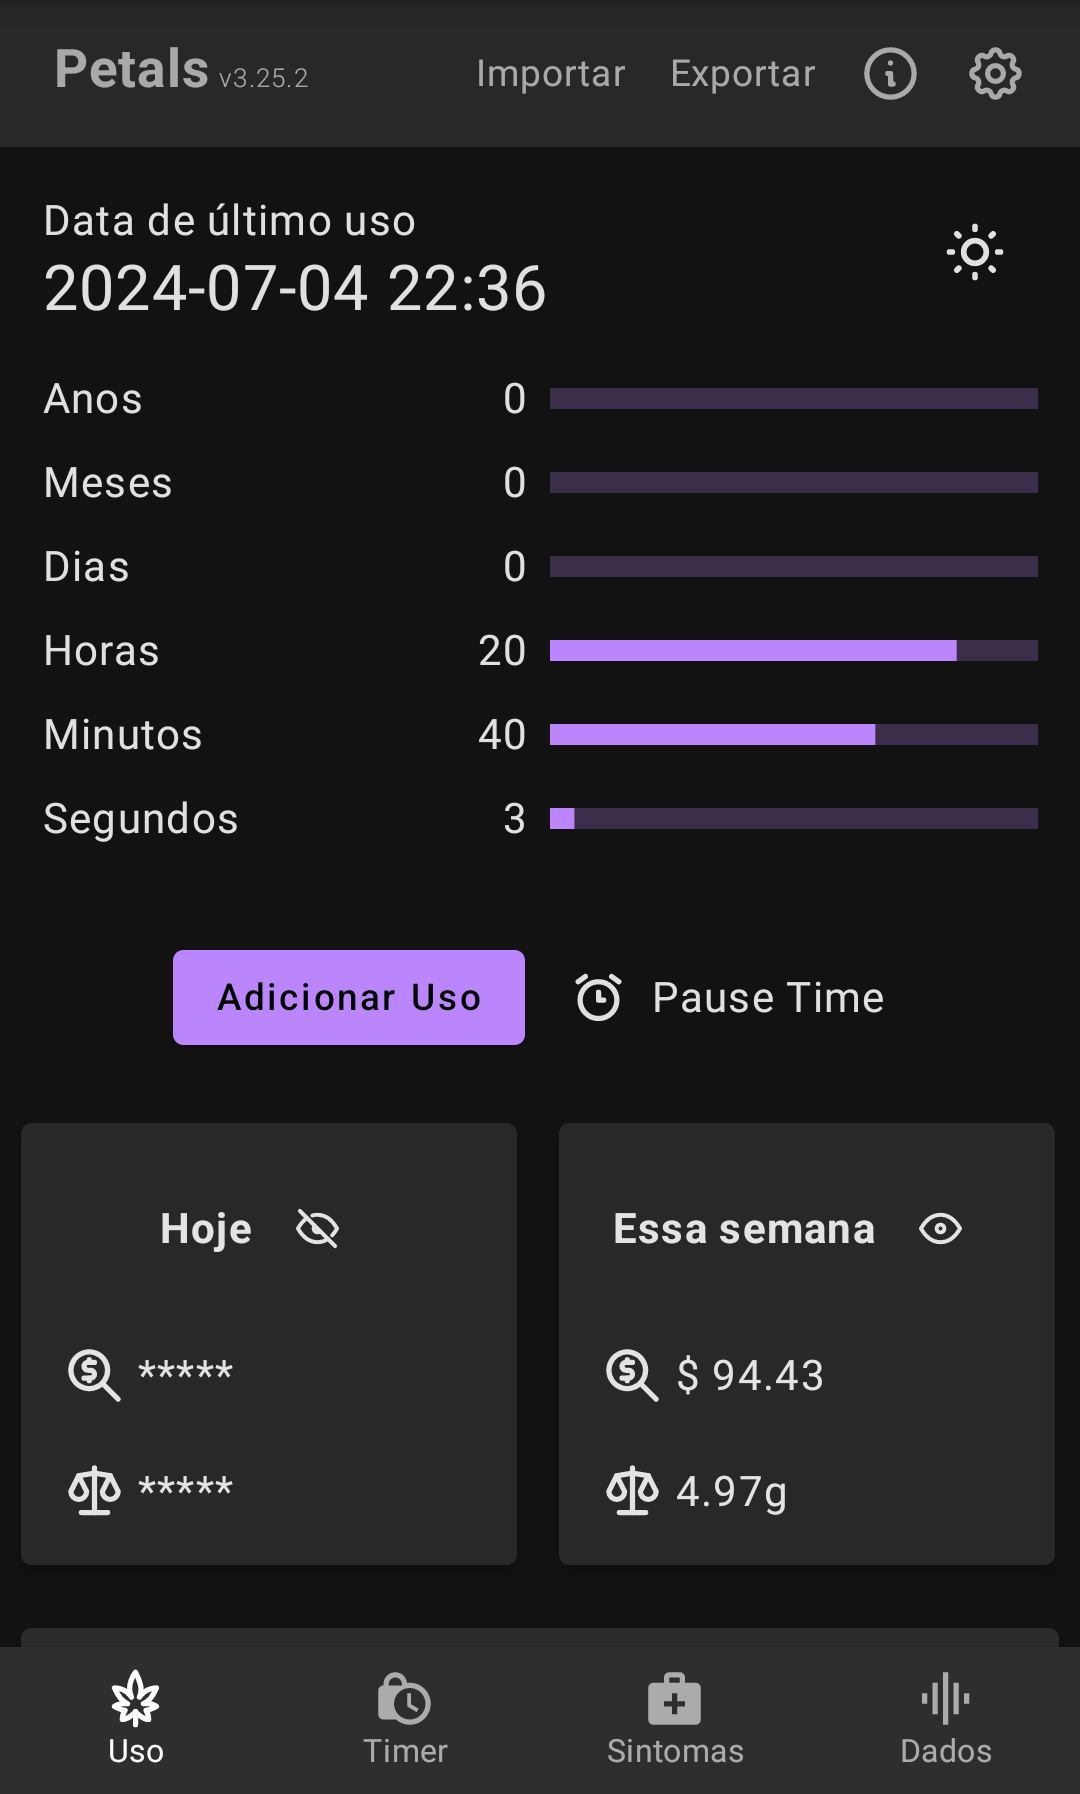 Petals v3.25.2 Importar Exportar
Data de último uso
2024-07-04 22:36
Anos 0
Meses 0
Dias 0
Horas 20
Minutos 40
Segundos 3
Adicionar Uso Pause Time
Hoje
*****
*****
Essa semana
$ 94.43
4.97g
Uso Timer Sintomas Dados